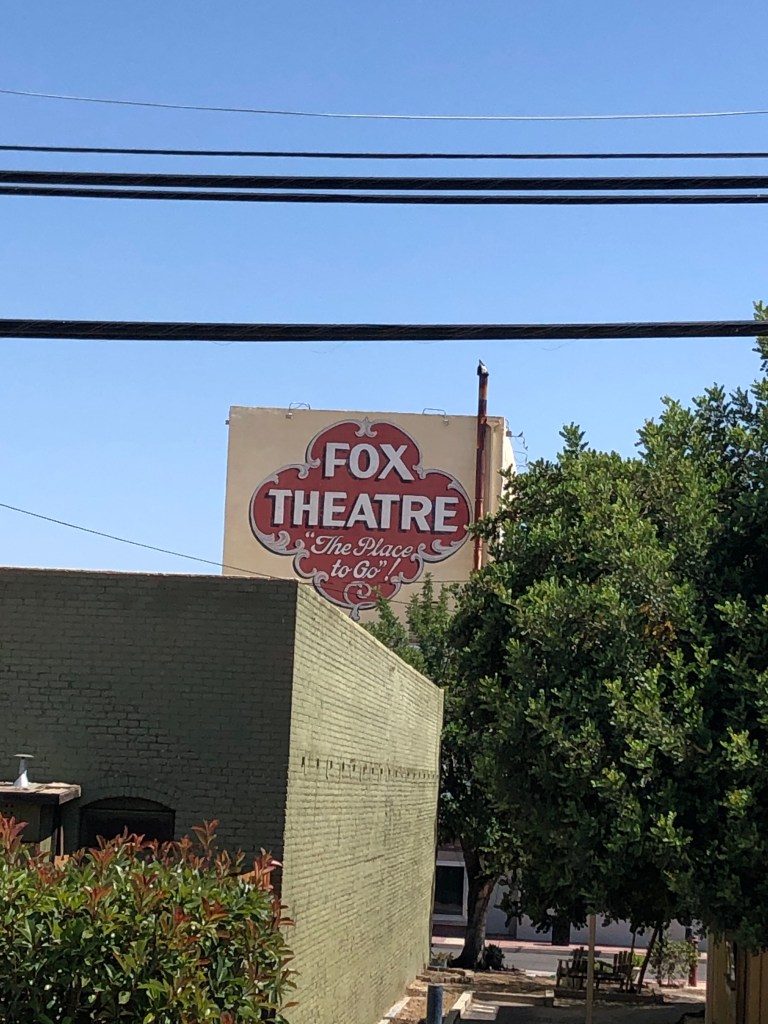 FOX
THEATRE
"The Place
to Go"!